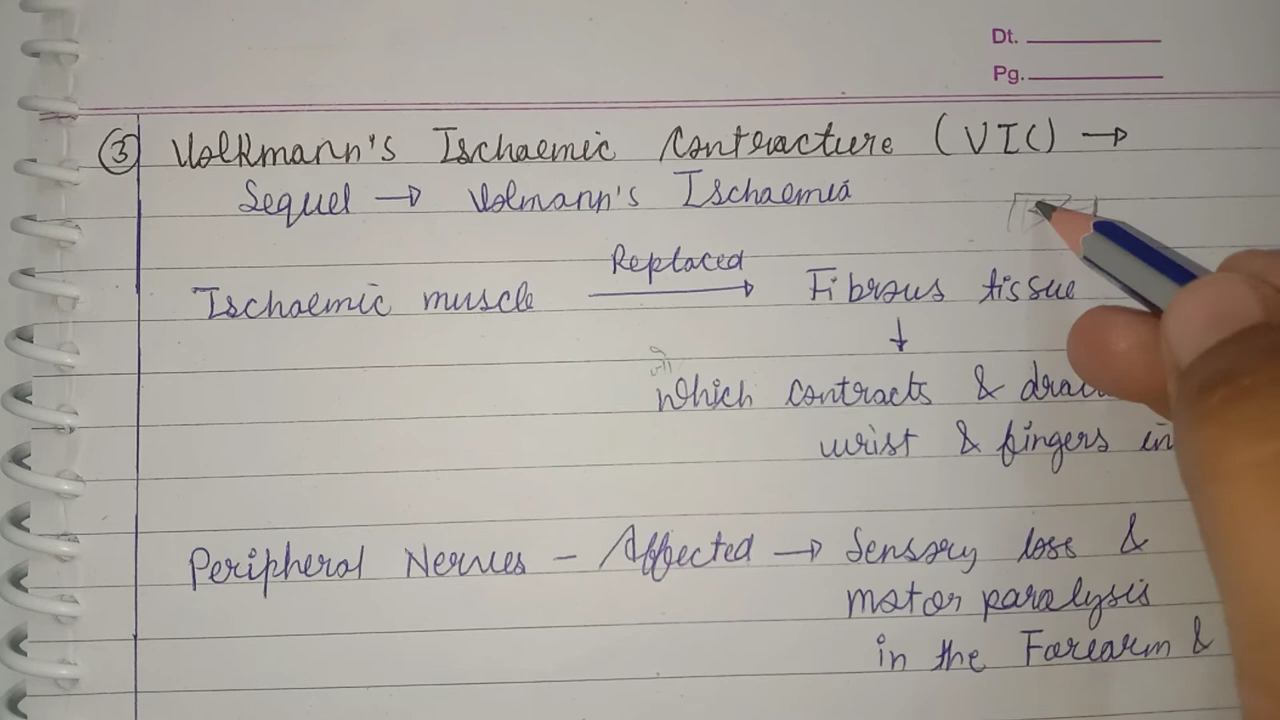 Dt.
Pg.
③ Volkmann's Ischaemic Contracture (VIC) →
Sequel → Volmann's Ischaemia
Replaced
Ischaemic muscle → Fibrous tissue
↓
which contracts &
wrist & fingers in
Peripheral Nerves - Affected → Sensory loss &
motor paralysis
in the Forearm &